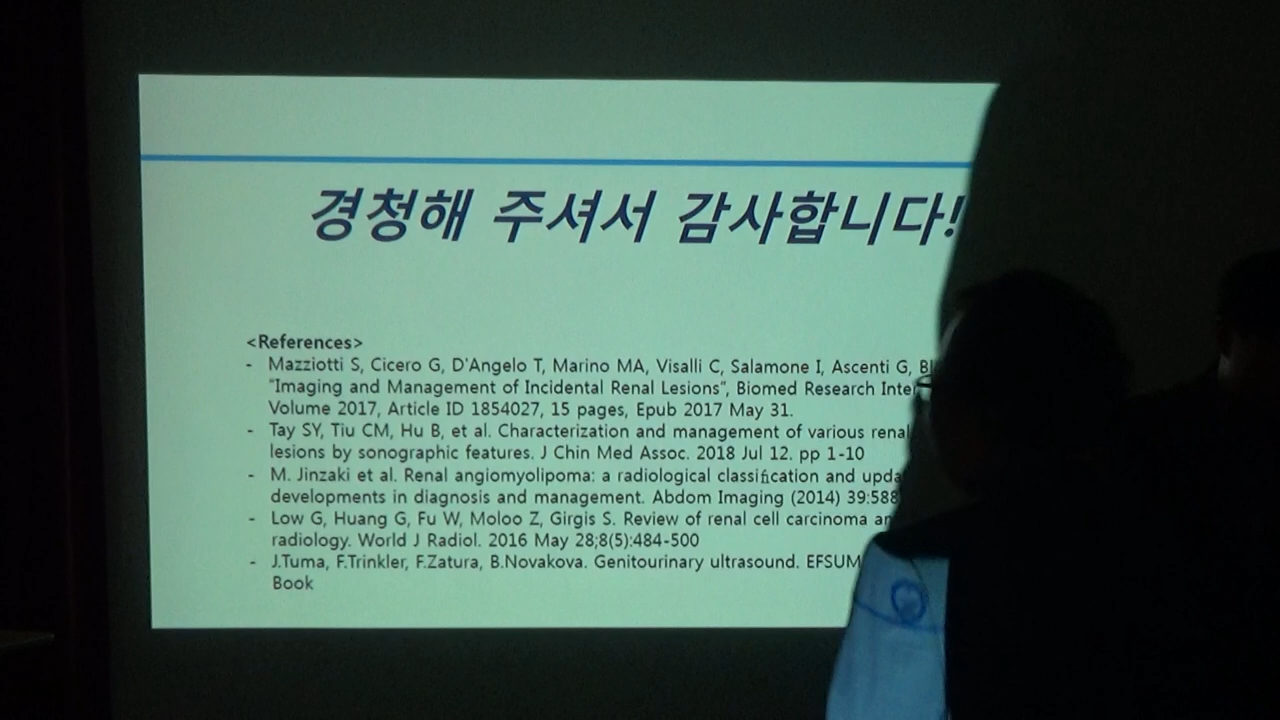 경청해 주셔서 감사합니다!
<References>
- Mazziotti S, Cicero G, D'Angelo T, Marino MA, Visalli C, Salamone I, Ascenti G,
"Imaging and Management of Incidental Renal Lesions", Biomed Research
Volume 2017, Article ID 1854027, 15 pages, Epub 2017 May 31.
- Tay SY, Tiu CM, Hu B, et al. Characterization and management of various renal
lesions by sonographic features. J Chin Med Assoc. 2018 Jul 12. pp 1-10
- M. Jinzaki et al. Renal angiomyolipoma: a radiological classification and
developments in diagnosis and management. Abdom Imaging (2014) 39:588
- Low G, Huang G, Fu W, Moloo Z, Girgis S. Review of renal cell carcinoma
radiology. World J Radiol. 2016 May 28;8(5):484-500
- J.Tuma, F.Trinkler, F.Zatura, B.Novakova. Genitourinary ultrasound. EFSUM
Book